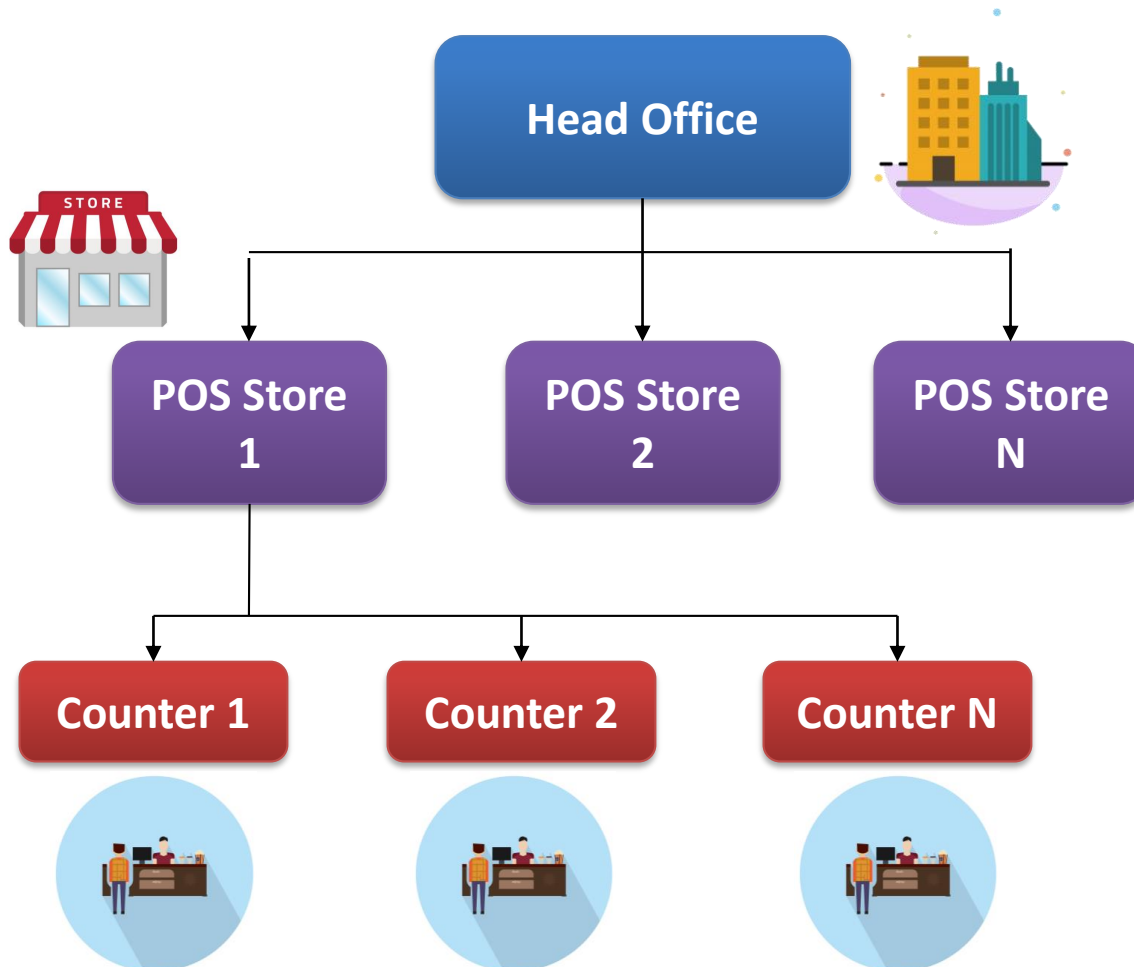 Head Office
STORE
POS Store
1
POS Store
2
POS Store
N
Counter 1
Counter 2
Counter N